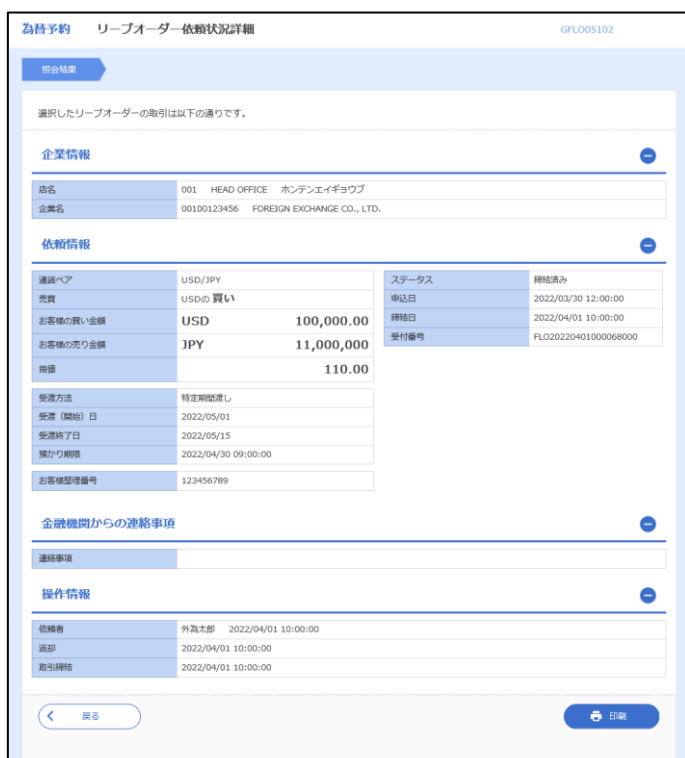 為替予約 リーブオーダー依頼状況詳細 GFLO05102
照会結果
選択したリーブオーダーの取引は以下の通りです。
企業情報
店名 001 HEAD OFFICE ホンテンエイギョウブ
企業名 00100123456 FOREIGN EXCHANGE CO., LTD.
依頼情報
通貨ペア USD/JPY
売買 USDの 買い
お客様の買い金額 USD 100,000.00
お客様の売り金額 JPY 11,000,000
指値 110.00
ステータス 締結済み
申込日 2022/03/30 12:00:00
締結日 2022/04/01 10:00:00
受付番号 FLO20220401000068000
受渡方法 特定期間渡し
受渡（開始）日 2022/05/01
受渡終了日 2022/05/15
預かり期限 2022/04/30 09:00:00
お客様整理番号 123456789
金融機関からの連絡事項
連絡事項
操作情報
依頼者 外為太郎 2022/04/01 10:00:00
返却 2022/04/01 10:00:00
取引締結 2022/04/01 10:00:00
戻る 印刷